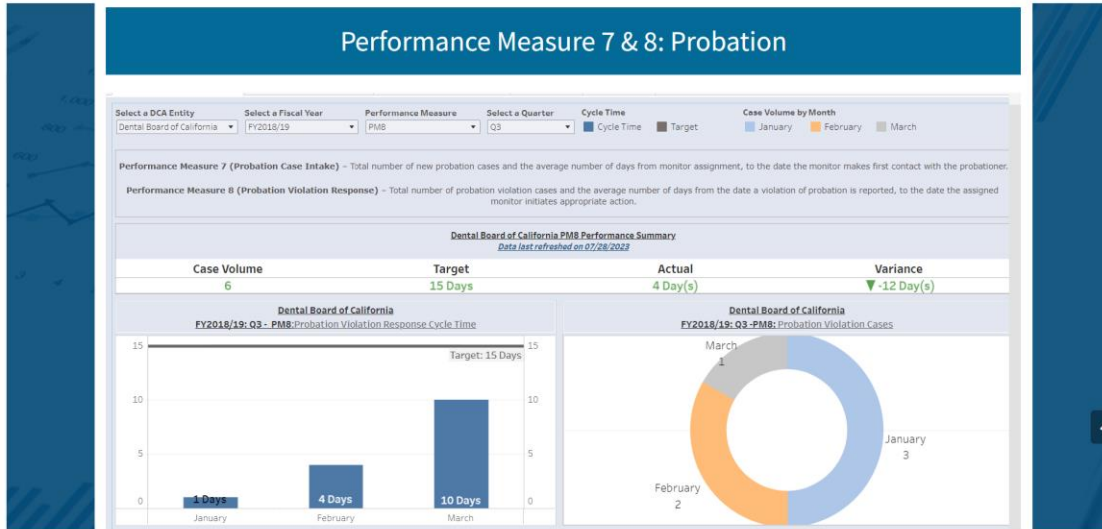 Performance Measure 7 & 8: Probation
Select a DCA Entity
Select a Fiscal Year
Performance Measure
Select a Quarter
Cycle Time
Case Volume by Month
Dental Board of California
FY2018/19
PM8
Q3
Cycle Time
Target
January
February
March
Performance Measure 7 (Probation Case Intake) – Total number of new probation cases and the average number of days from monitor assignment, to the date the monitor makes first contact with the probationer.
Performance Measure 8 (Probation Violation Response) – Total number of probation violation cases and the average number of days from the date a violation of probation is reported, to the date the assigned
monitor initiates appropriate action.
Dental Board of California PM8 Performance Summary
Data last refreshed on 07/28/2023
Case Volume
Target
Actual
Variance
6
15 Days
4 Day(s)
▼ -12 Day(s)
Dental Board of California
FY2018/19: Q3 - PM8:Probation Violation Response Cycle Time
15
15
Target: 15 Days
10
10
5
5
0
1 Days
4 Days
10 Days
0
January
February
March
Dental Board of California
FY2018/19: Q3 -PM8: Probation Violation Cases
March
1
January
3
February
2